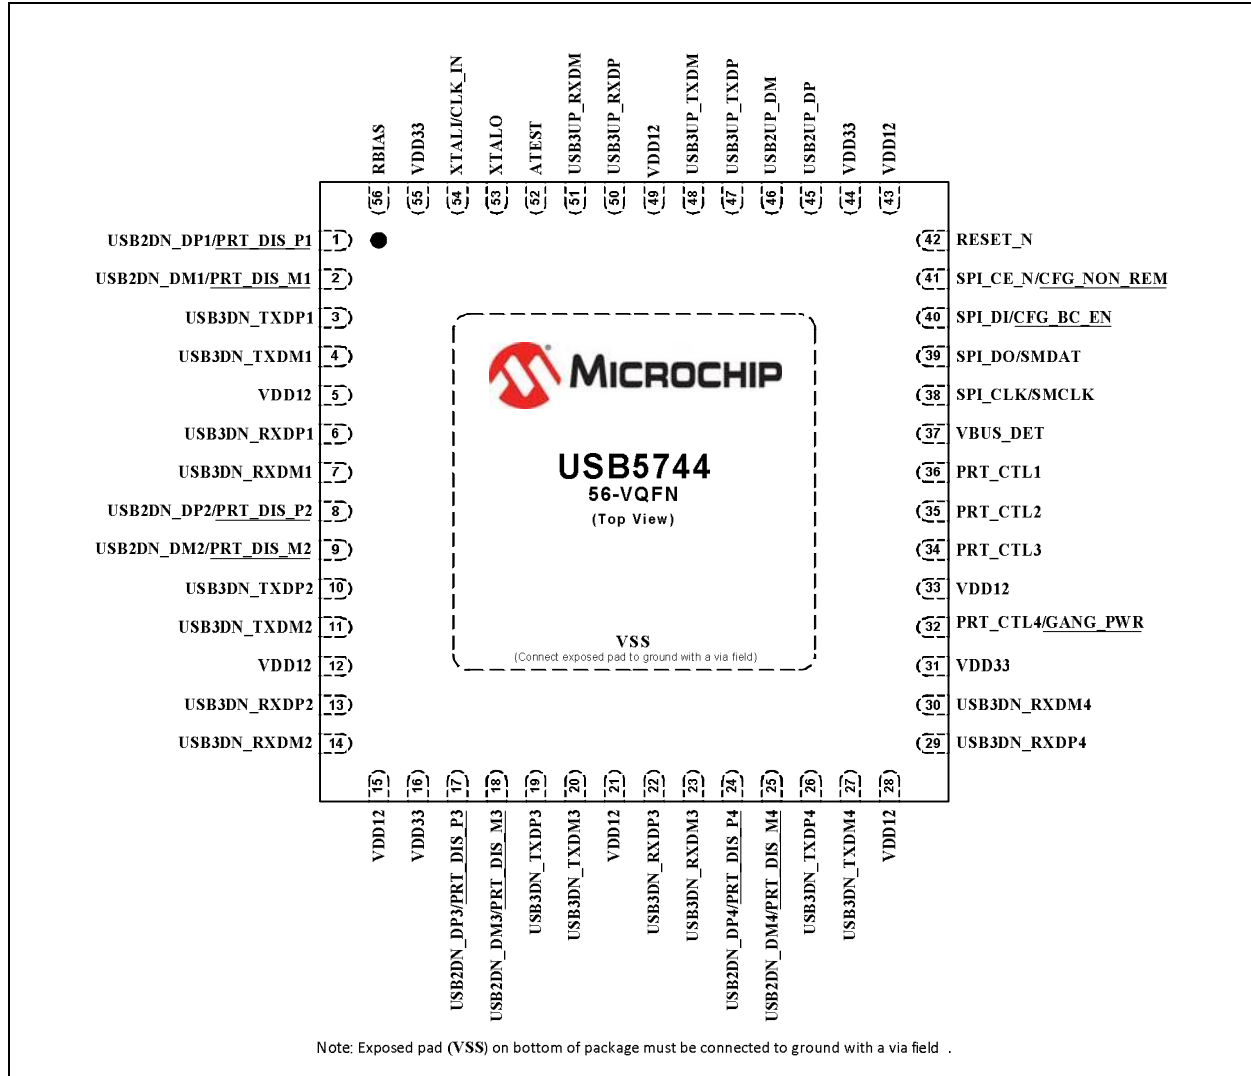 RBIAS
VDD33
XTALI/CLK_IN
XTALO
ATEST
USB3UP_RXDM
USB3UP_RXDP
VDD12
USB3UP_TXDM
USB3UP_TXDP
USB2UP_DM
USB2UP_DP
VDD33
VDD12
56
55
54
53
52
51
50
49
48
47
46
45
44
43
USB2DN_DP1/PRT_DIS_P1 1
USB2DN_DM1/PRT_DIS_M1 2
USB3DN_TXDP1 3
USB3DN_TXDM1 4
VDD12 5
USB3DN_RXDP1 6
USB3DN_RXDM1 7
USB2DN_DP2/PRT_DIS_P2 8
USB2DN_DM2/PRT_DIS_M2 9
USB3DN_TXDP2 10
USB3DN_TXDM2 11
VDD12 12
USB3DN_RXDP2 13
USB3DN_RXDM2 14
MICROCHIP
USB5744
56-VQFN
(Top View)
VSS
(Connect exposed pad to ground with a via field)
42 RESET_N
41 SPI_CE_N/CFG_NON_REM
40 SPI_DI/CFG_BC_EN
39 SPI_DO/SMDAT
38 SPI_CLK/SMCLK
37 VBUS_DET
36 PRT_CTL1
35 PRT_CTL2
34 PRT_CTL3
33 VDD12
32 PRT_CTL4/GANG_PWR
31 VDD33
30 USB3DN_RXDM4
29 USB3DN_RXDP4
15
16
17
18
19
20
21
22
23
24
25
26
27
28
VDD12
VDD33
USB2DN_DP3/PRT_DIS_P3
USB2DN_DM3/PRT_DIS_M3
USB3DN_TXDP3
USB3DN_TXDM3
VDD12
USB3DN_RXDP3
USB3DN_RXDM3
USB2DN_DP4/PRT_DIS_P4
USB2DN_DM4/PRT_DIS_M4
USB3DN_TXDP4
USB3DN_TXDM4
VDD12
Note: Exposed pad (VSS) on bottom of package must be connected to ground with a via field .